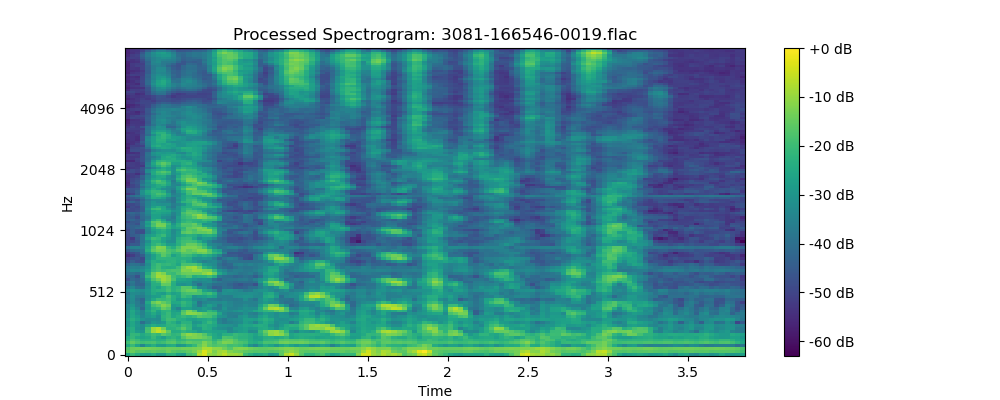 Processed Spectrogram: 3081-166546-0019.flac
Hz
4096
2048
1024
512
0
0
0.5
1
1.5
2
2.5
3
3.5
Time
+0 dB
-10 dB
-20 dB
-30 dB
-40 dB
-50 dB
-60 dB